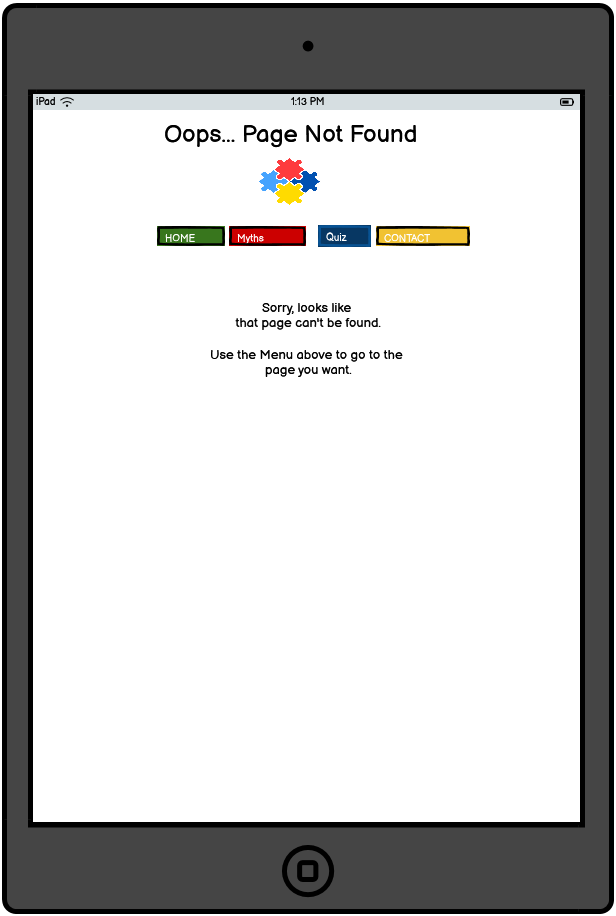 iPad 1:13 PM
Oops... Page Not Found
HOME Myths Quiz CONTACT
Sorry, looks like
that page can't be found.
Use the Menu above to go to the
page you want.